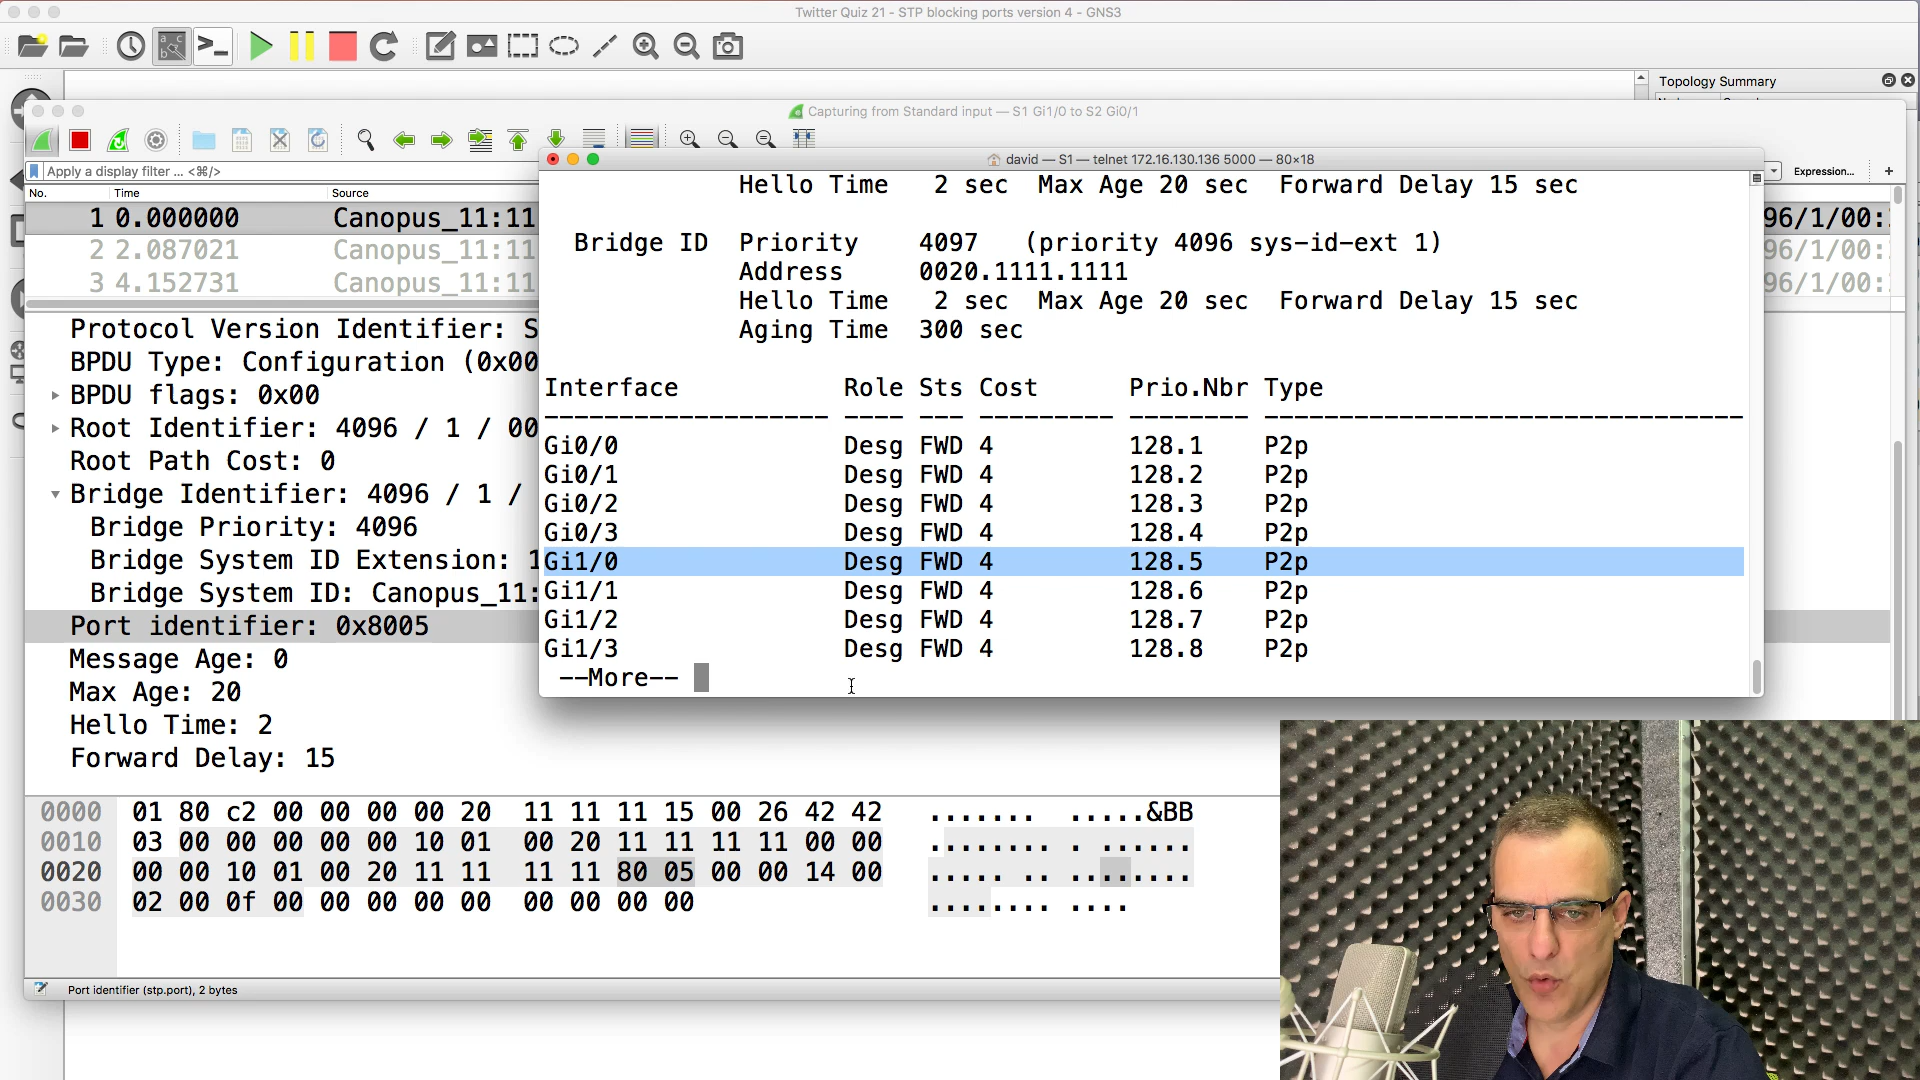 Twitter Quiz 21 - STP blocking ports version 4 - GNS3
Topology Summary
Capturing from Standard input — S1 Gi1/0 to S2 Gi0/1
Apply a display filter ... <⌘/>
Expression...
+
david — S1 — telnet 172.16.130.136 5000 — 80×18
No. Time Source
1 0.000000 Canopus_11:11
96/1/00:
2 2.087021 Canopus_11:11
96/1/00:
3 4.152731 Canopus_11:11
96/1/00:
Hello Time 2 sec Max Age 20 sec Forward Delay 15 sec
Bridge ID Priority 4097 (priority 4096 sys-id-ext 1)
Address 0020.1111.1111
Hello Time 2 sec Max Age 20 sec Forward Delay 15 sec
Aging Time 300 sec
Interface Role Sts Cost Prio.Nbr Type
------------------- ---- --- --------- -------- --------------------------------
Gi0/0 Desg FWD 4 128.1 P2p
Gi0/1 Desg FWD 4 128.2 P2p
Gi0/2 Desg FWD 4 128.3 P2p
Gi0/3 Desg FWD 4 128.4 P2p
Gi1/0 Desg FWD 4 128.5 P2p
Gi1/1 Desg FWD 4 128.6 P2p
Gi1/2 Desg FWD 4 128.7 P2p
Gi1/3 Desg FWD 4 128.8 P2p
--More--
Protocol Version Identifier: S
BPDU Type: Configuration (0x00
BPDU flags: 0x00
Root Identifier: 4096 / 1 / 00
Root Path Cost: 0
Bridge Identifier: 4096 / 1 /
Bridge Priority: 4096
Bridge System ID Extension: 1
Bridge System ID: Canopus_11:
Port identifier: 0x8005
Message Age: 0
Max Age: 20
Hello Time: 2
Forward Delay: 15
0000 01 80 c2 00 00 00 00 20 11 11 11 15 00 26 42 42 ....... .....&BB
0010 03 00 00 00 00 00 10 01 00 20 11 11 11 11 00 00 ........ . ......
0020 00 00 10 01 00 20 11 11 11 11 80 05 00 00 14 00 ..... .. ........
0030 02 00 0f 00 00 00 00 00 00 00 00 00 ........ ....
Port identifier (stp.port), 2 bytes